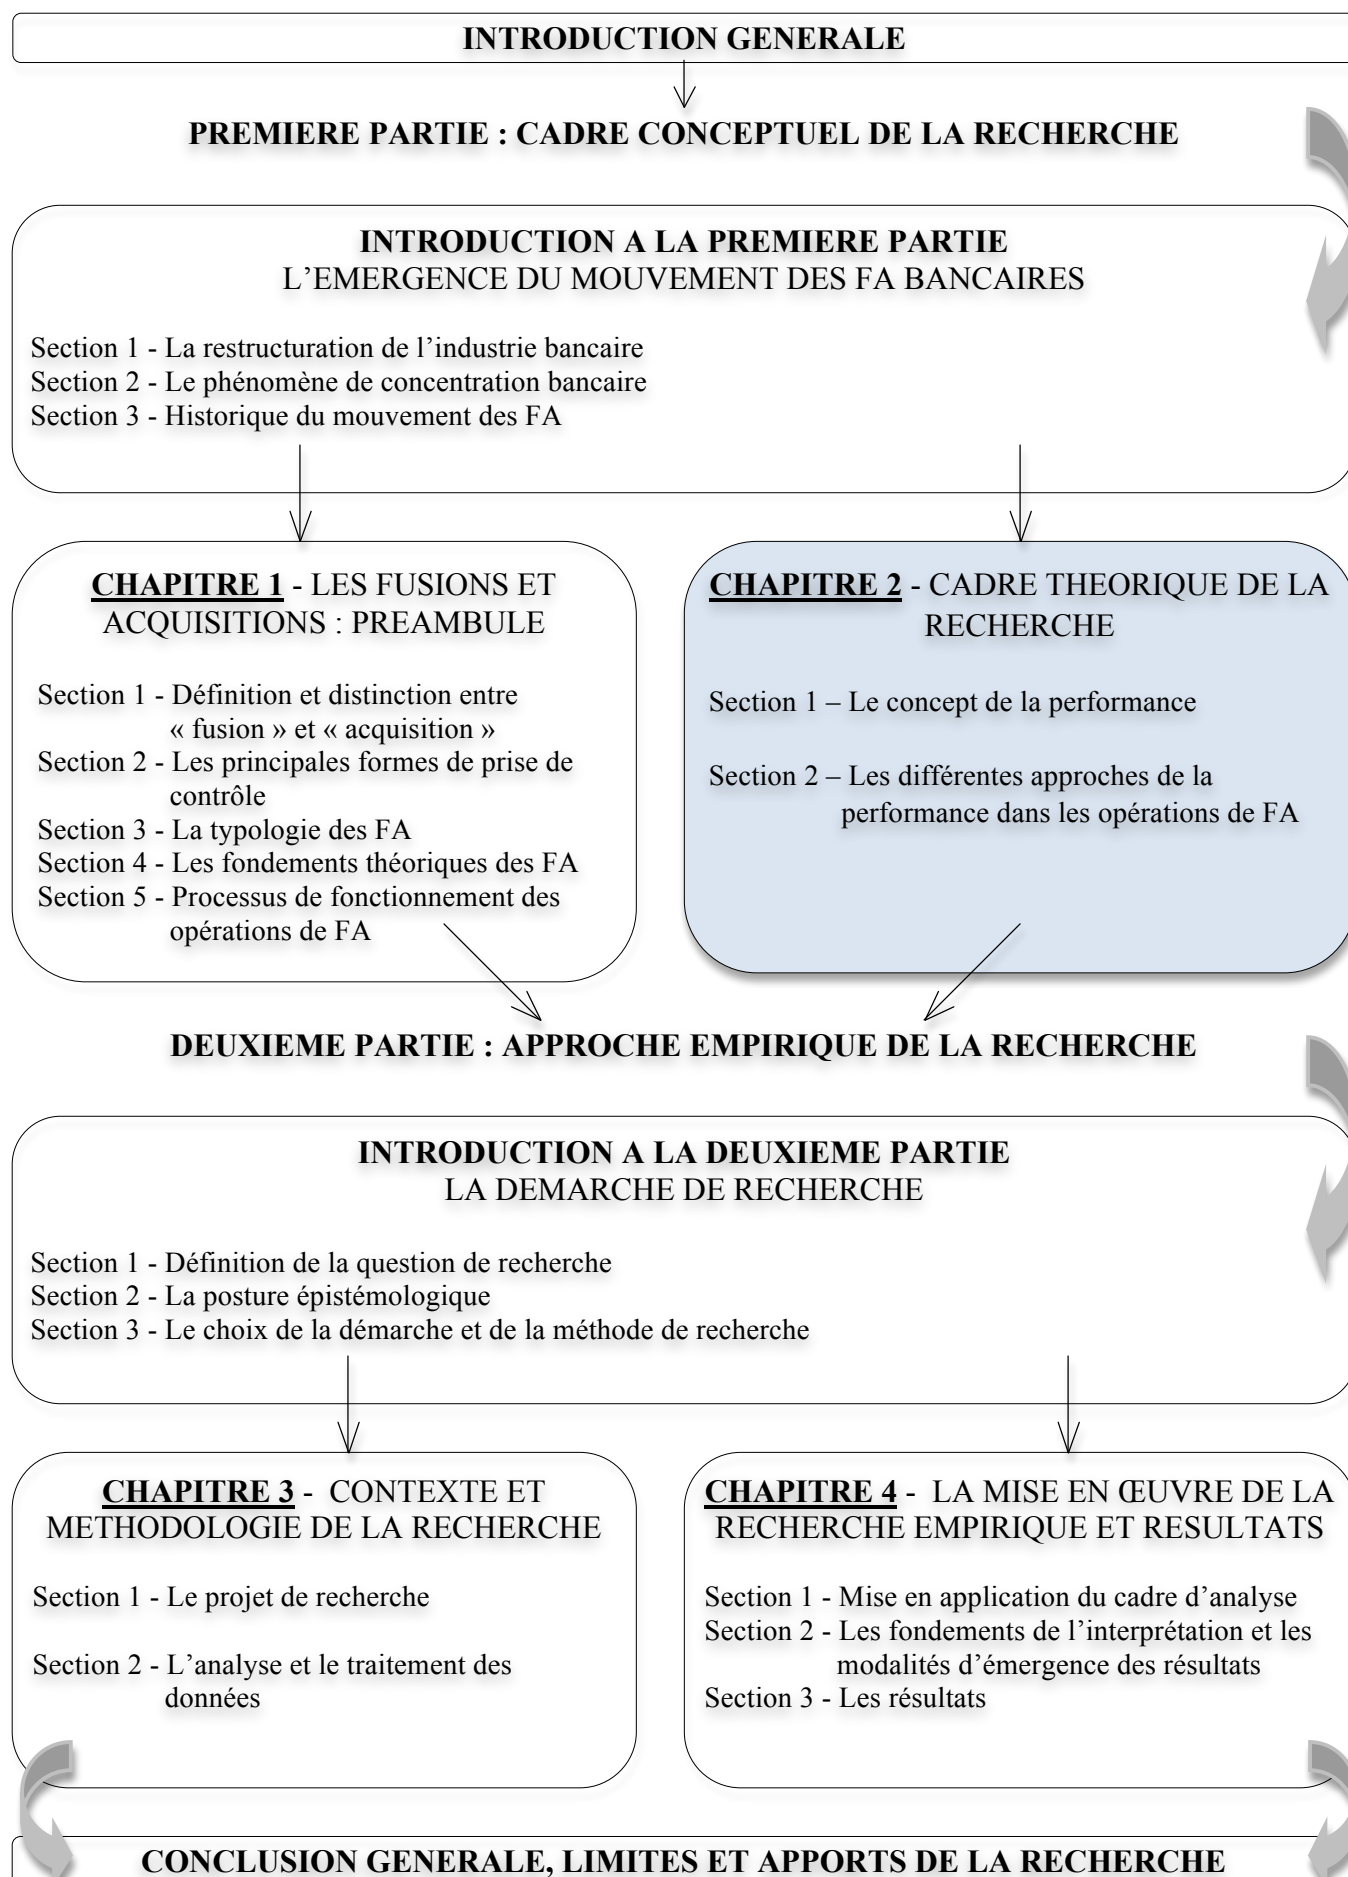 INTRODUCTION GENERALE
PREMIERE PARTIE : CADRE CONCEPTUEL DE LA RECHERCHE
INTRODUCTION A LA PREMIERE PARTIE
L’EMERGENCE DU MOUVEMENT DES FA BANCAIRES
Section 1 - La restructuration de l’industrie bancaire
Section 2 - Le phénomène de concentration bancaire
Section 3 - Historique du mouvement des FA
CHAPITRE 1 - LES FUSIONS ET
ACQUISITIONS : PREAMBULE
Section 1 - Définition et distinction entre
« fusion » et « acquisition »
Section 2 - Les principales formes de prise de
contrôle
Section 3 - La typologie des FA
Section 4 - Les fondements théoriques des FA
Section 5 - Processus de fonctionnement des
opérations de FA
CHAPITRE 2 - CADRE THEORIQUE DE LA
RECHERCHE
Section 1 – Le concept de la performance
Section 2 – Les différentes approches de la
performance dans les opérations de FA
DEUXIEME PARTIE : APPROCHE EMPIRIQUE DE LA RECHERCHE
INTRODUCTION A LA DEUXIEME PARTIE
LA DEMARCHE DE RECHERCHE
Section 1 - Définition de la question de recherche
Section 2 - La posture épistémologique
Section 3 - Le choix de la démarche et de la méthode de recherche
CHAPITRE 3 - CONTEXTE ET
METHODOLOGIE DE LA RECHERCHE
Section 1 - Le projet de recherche
Section 2 - L’analyse et le traitement des
données
CHAPITRE 4 - LA MISE EN ŒUVRE DE LA
RECHERCHE EMPIRIQUE ET RESULTATS
Section 1 - Mise en application du cadre d’analyse
Section 2 - Les fondements de l’interprétation et les
modalités d’émergence des résultats
Section 3 - Les résultats
CONCLUSION GENERALE, LIMITES ET APPORTS DE LA RECHERCHE